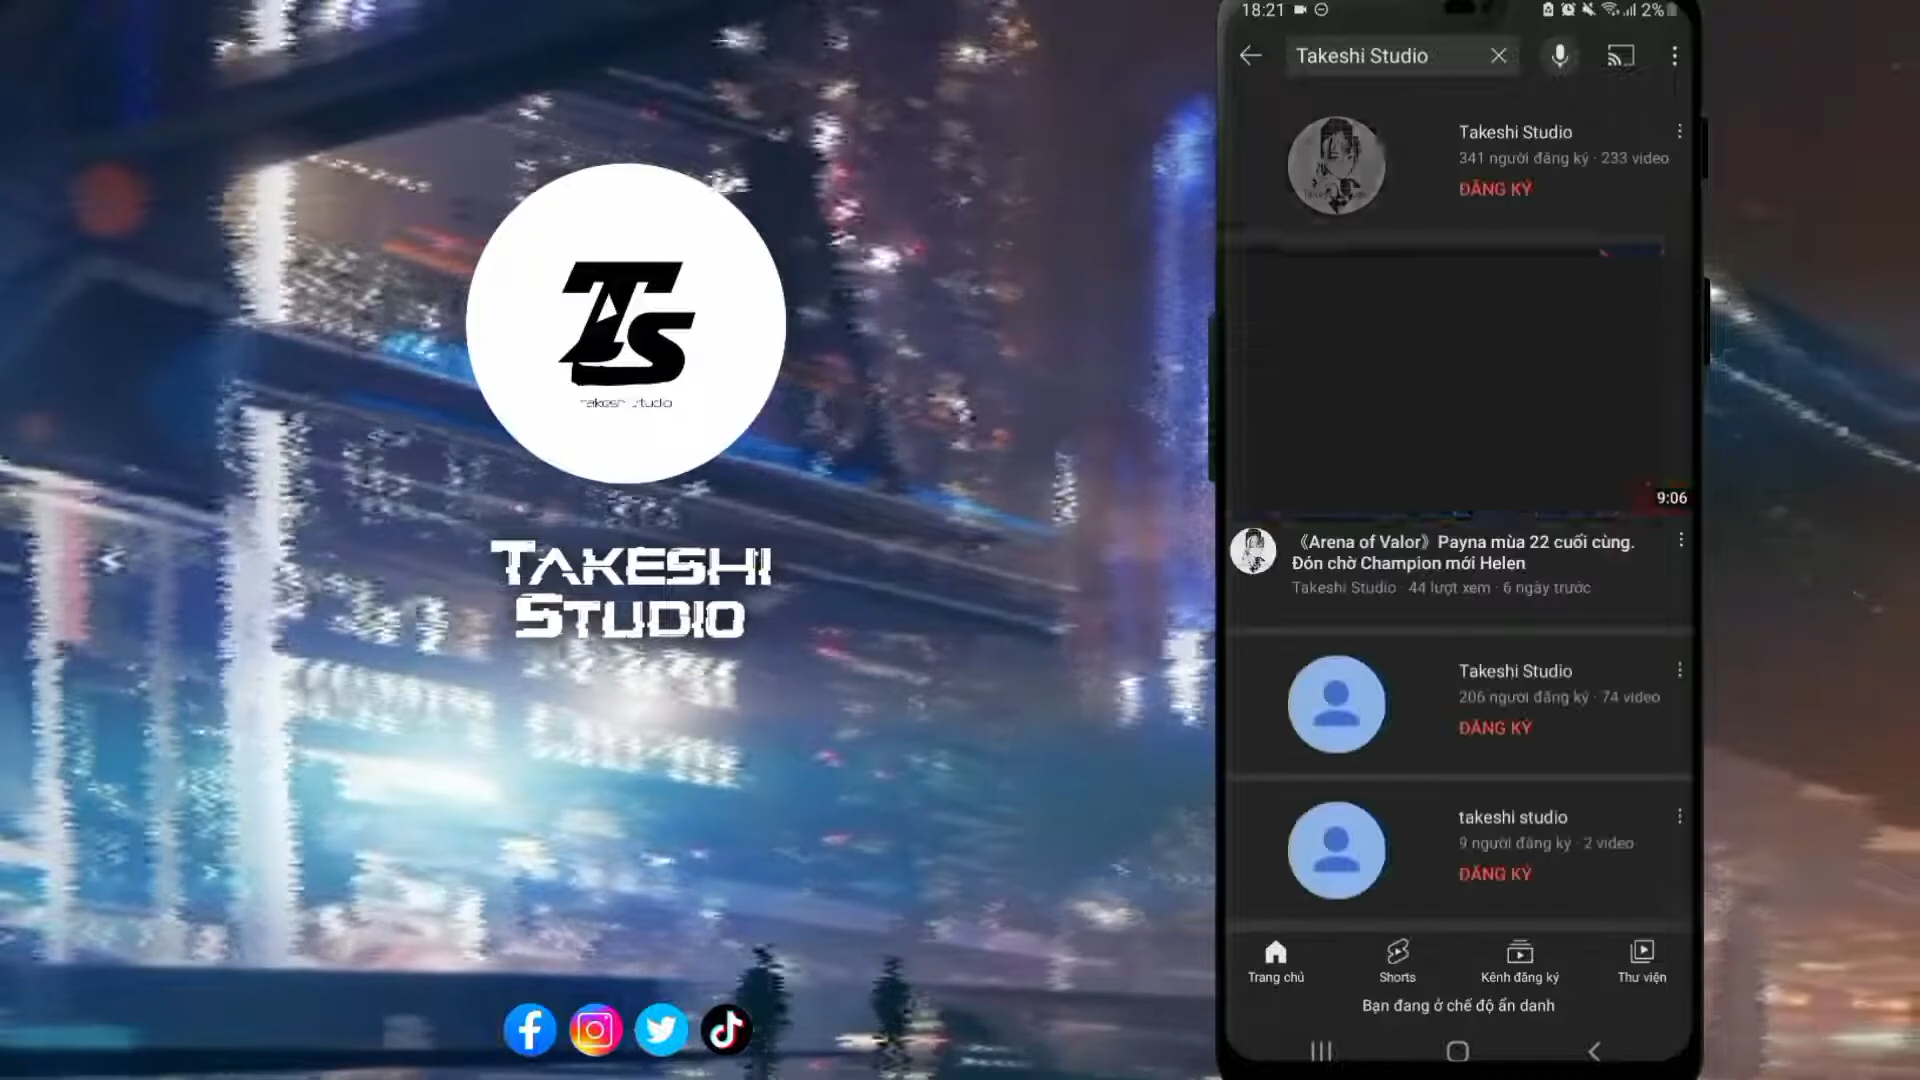 TS
TAKESHI
STUDIO
18:21
2%
Takeshi Studio
Takeshi Studio
341 người đăng ký · 233 video
ĐĂNG KÝ
9:06
《Arena of Valor》 Payna mùa 22 cuối cùng.
Đón chờ Champion mới Helen
Takeshi Studio · 44 lượt xem · 6 ngày trước
Takeshi Studio
206 người đăng ký · 74 video
ĐĂNG KÝ
takeshi studio
9 người đăng ký · 2 video
ĐĂNG KÝ
Trang chủ
Shorts
Kênh đăng ký
Thư viện
Bạn đang ở chế độ ẩn danh